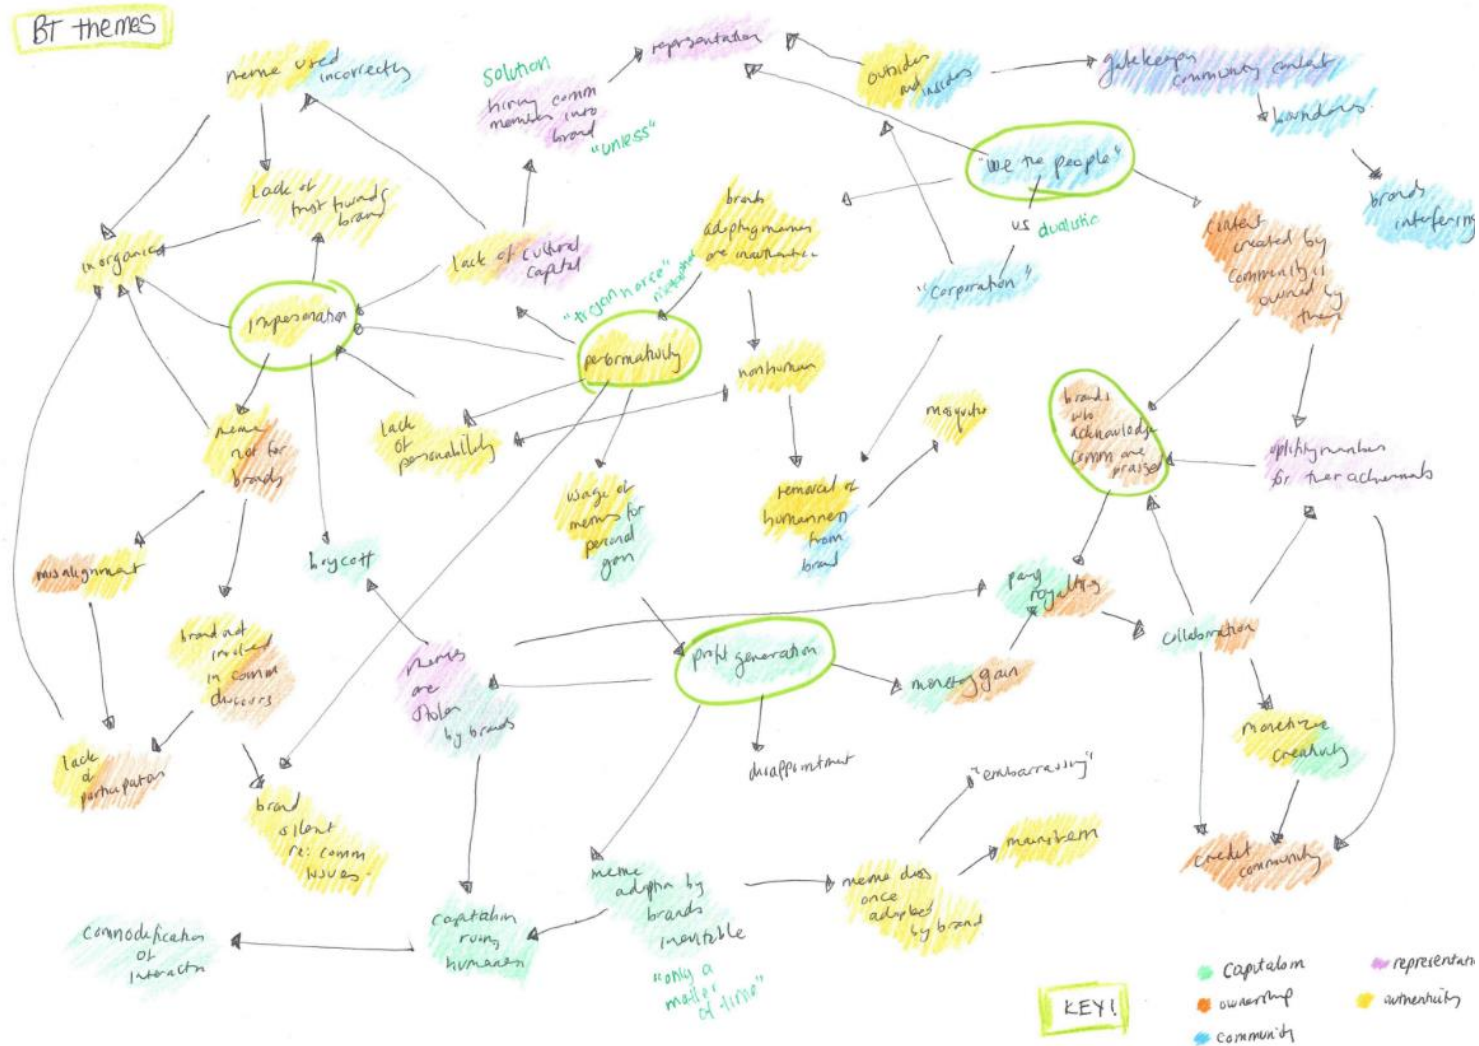 BT themes
meme used
incorrectly
Solution
hiring comm
members into
brand
"unless"
representation
outsiders
and insiders
gatekeeping
community content
boundaries
brands
interfering
"we the people"
us dualistic
"corporation"
lack of
trust towards
brand
inorganic
lack of cultural
capital
brands
adopting memes
are inauthentic
content
created by
community is
owned by
them
impersonation
"trojan horse"
performativity
nonhuman
mosquito
brands
who
acknowledge
comm are
praised
uplifting members
for their achievements
meme
not for
brands
lack
of
personability
usage of
memes for
personal
gain
removal of
humanness
from
brand
misalignment
boycott
paying
royalties
collaboration
brand not
involved
in comm
discourse
memes
are
stolen
by brands
profit generation
monetary gain
monetize
creativity
lack
of
participation
disappointment
"embarrassing"
brand
silent
re: comm
issues
mainstream
credit
community
meme
adoption by
brands
inevitable
"only a
matter
of time"
meme dies
once
adopted
by brand
capitalism
ruins
humanness
commodification
of
interaction
KEY!
capitalism
ownership
community
representatio
authenticity